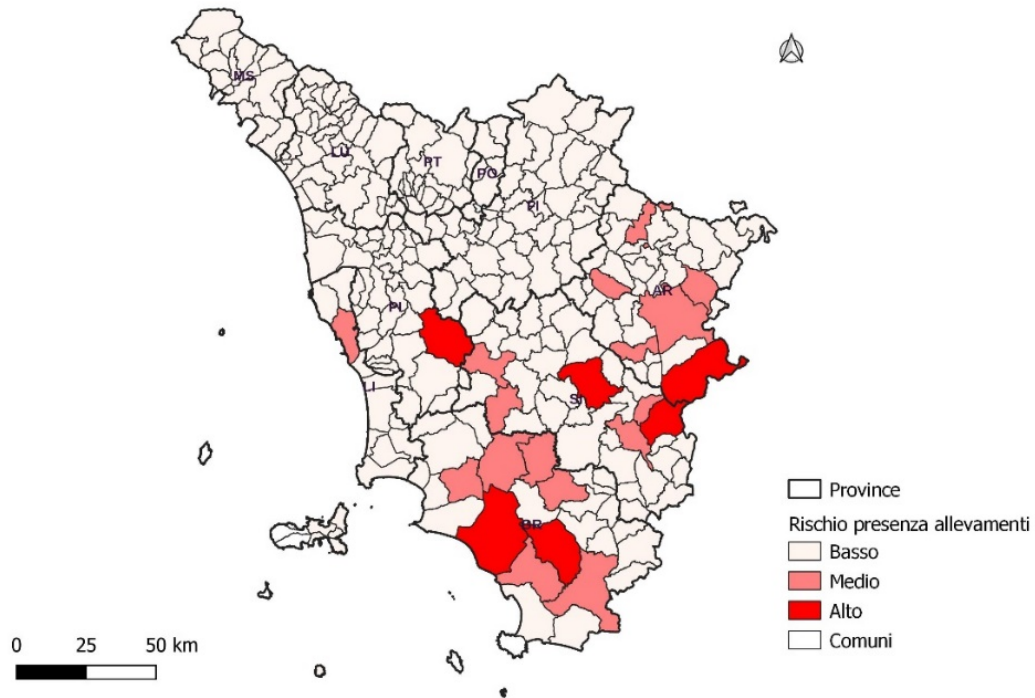 MS
LU
PT
PO
FI
AR
PI
LI
SI
GR
Province
Rischio presenza allevamenti
Basso
Medio
Alto
Comuni
0 25 50 km